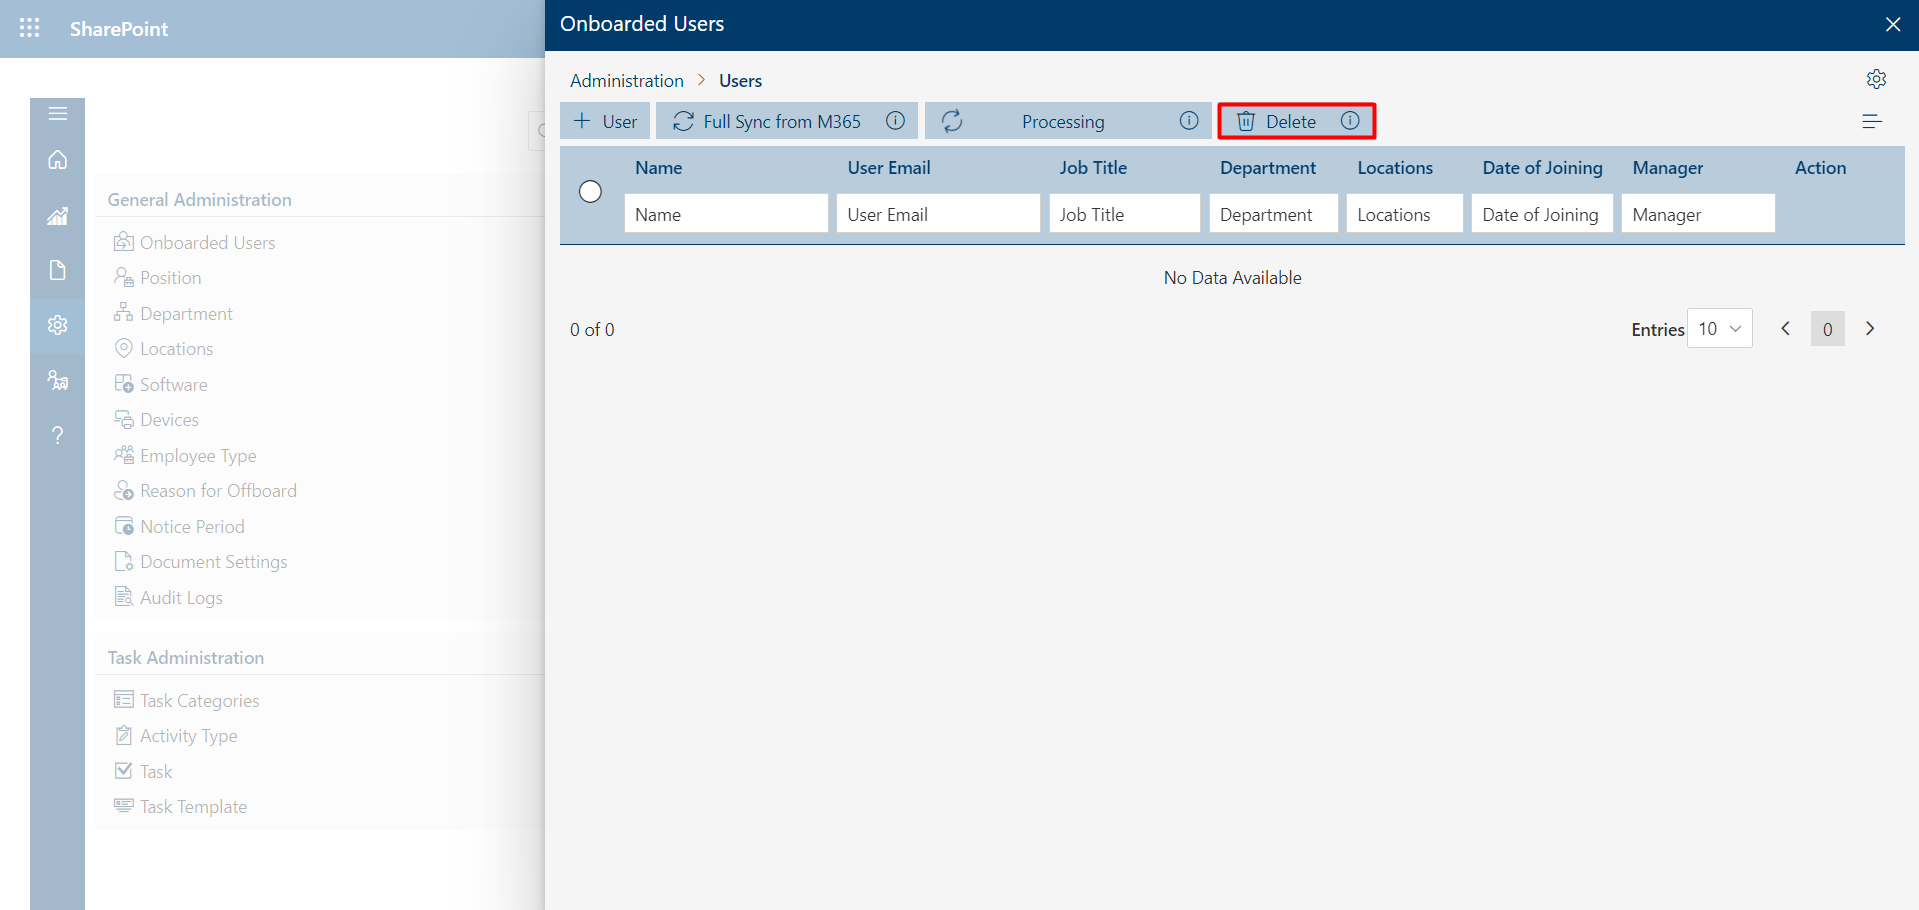 SharePoint
Onboarded Users
Administration > Users
+ User
Full Sync from M365
Processing
Delete
Name User Email Job Title Department Locations Date of Joining Manager Action
Name User Email Job Title Department Locations Date of Joining Manager
No Data Available
0 of 0
Entries 10 < 0 >
General Administration
Onboarded Users
Position
Department
Locations
Software
Devices
Employee Type
Reason for Offboard
Notice Period
Document Settings
Audit Logs
Task Administration
Task Categories
Activity Type
Task
Task Template